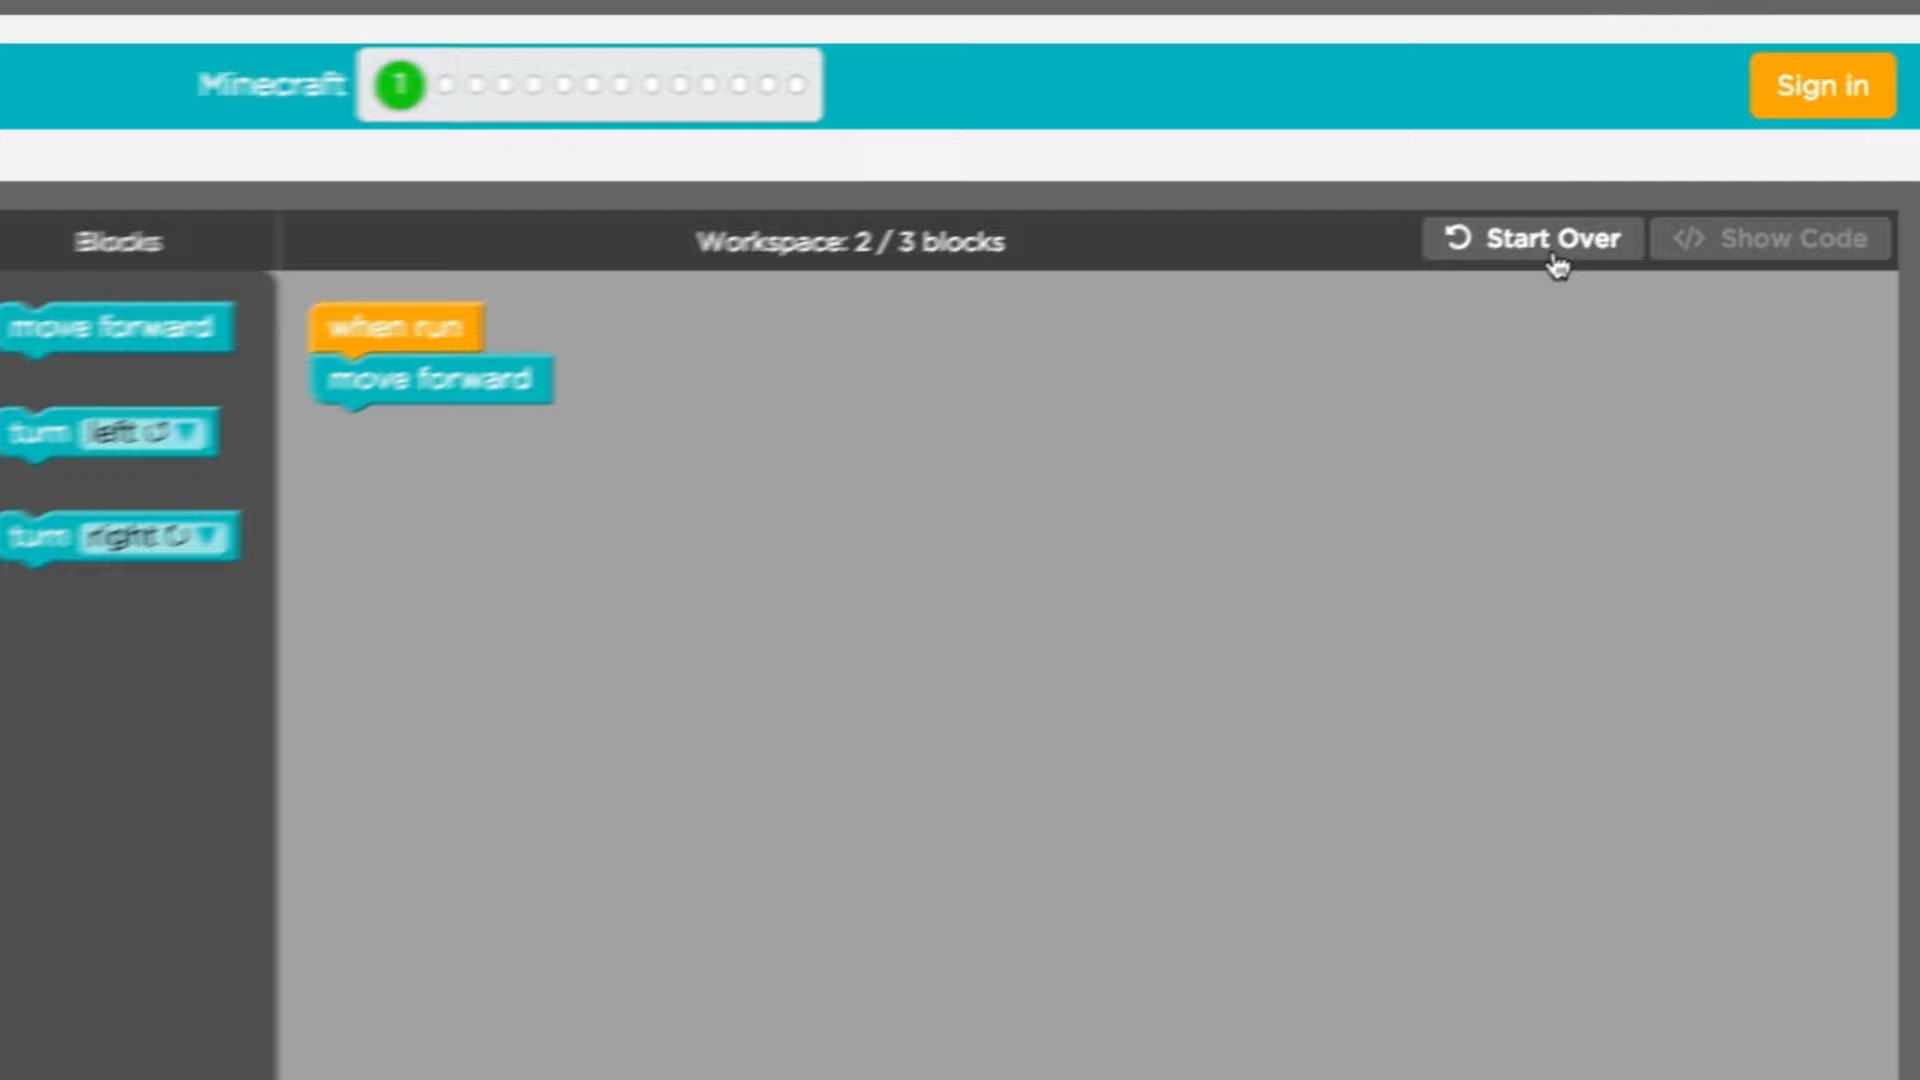 Minecraft 1 Sign in
Blocks Workspace: 2 / 3 blocks Start Over </> Show Code
move forward
turn left ↺ ▼
turn right ↻ ▼
when run
move forward